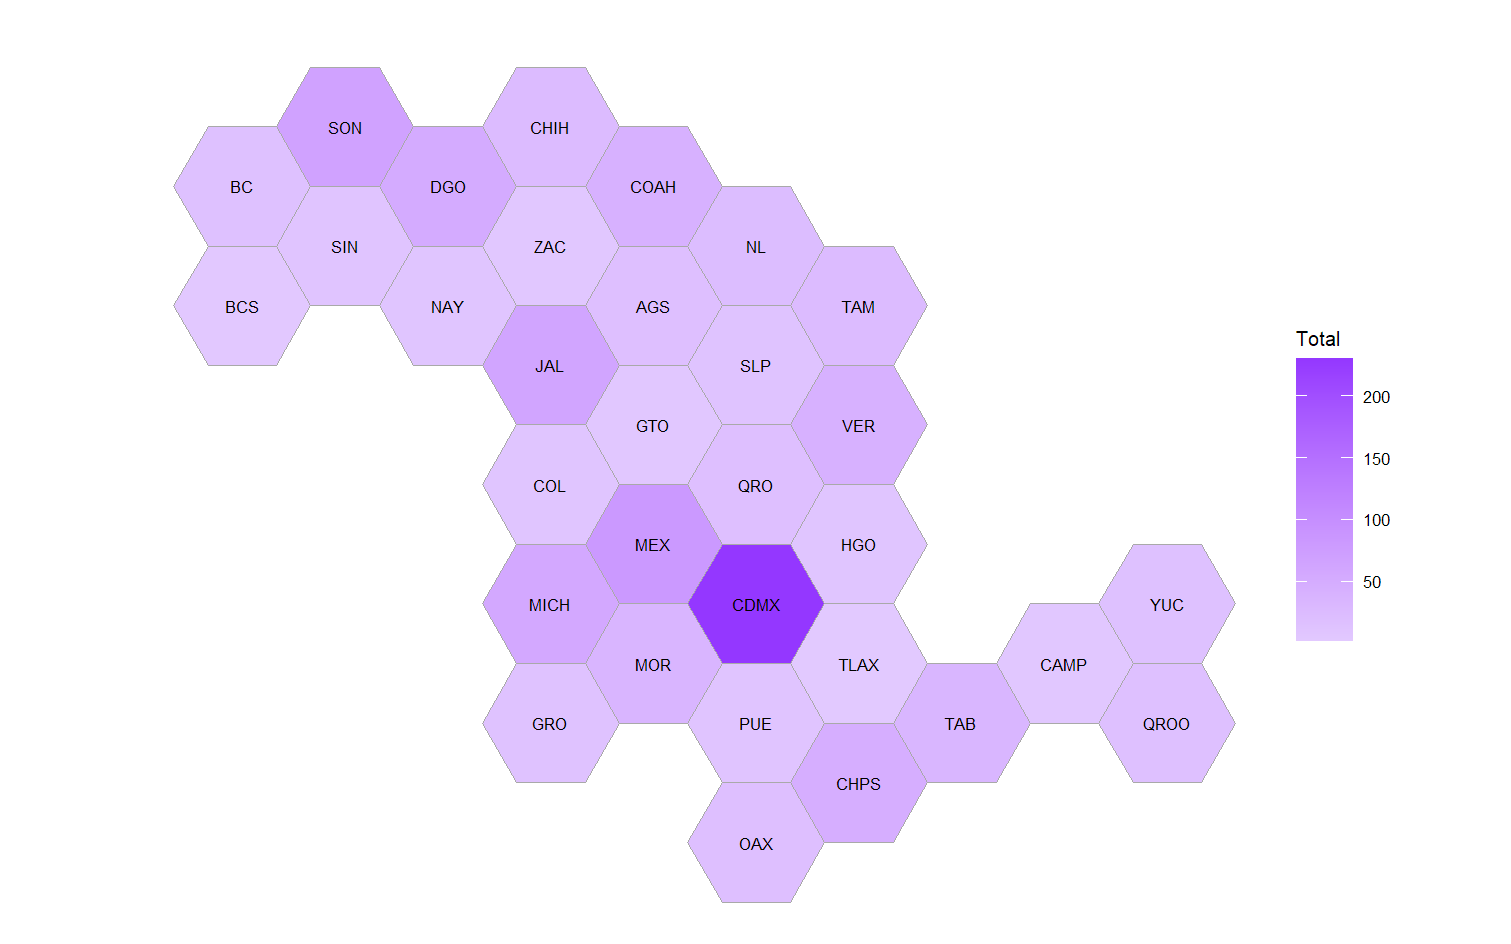 SON
CHIH
BC
DGO
COAH
SIN
ZAC
NL
BCS
NAY
AGS
TAM
JAL
SLP
GTO
VER
COL
QRO
MEX
HGO
MICH
CDMX
YUC
MOR
TLAX
CAMP
GRO
PUE
TAB
QROO
CHPS
OAX
Total
200
150
100
50